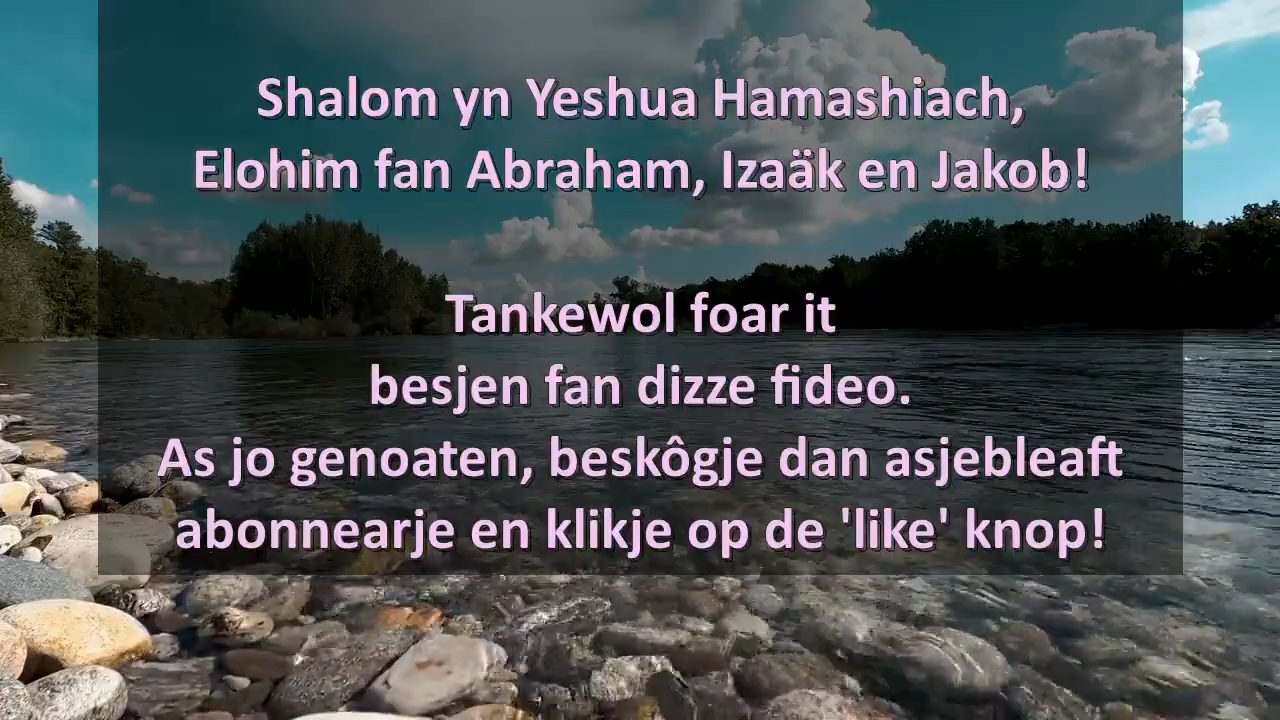 Shalom yn Yeshua Hamashiach,
Elohim fan Abraham, Izaäk en Jakob!
Tankewol foar it
besjen fan dizze fideo.
As jo genoaten, beskôgje dan asjebleaft
abonnearje en klikje op de 'like' knop!